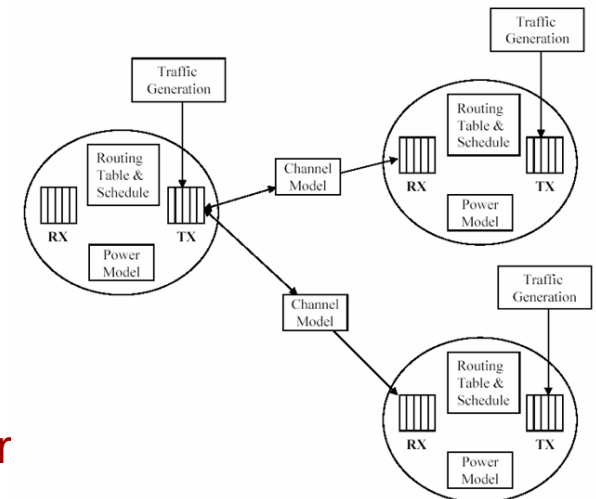 Traffic
Generation
Traffic
Generation
Routing
Table &
Schedule
RX
TX
Power
Model
Channel
Model
Routing
Table &
Schedule
RX
TX
Power
Model
Channel
Model
Traffic
Generation
Routing
Table &
Schedule
RX
TX
Power
Model
r